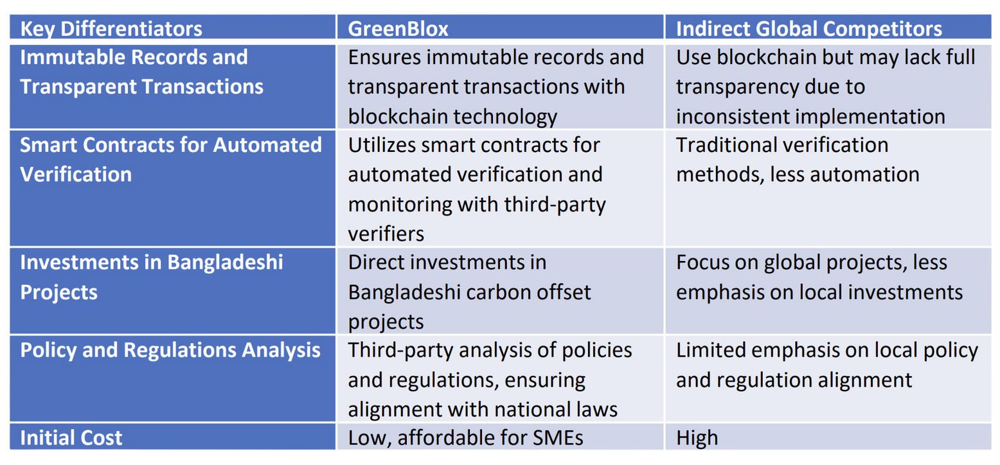 Key Differentiators
GreenBlox
Indirect Global Competitors
Immutable Records and
Transparent Transactions
Ensures immutable records and
transparent transactions with
blockchain technology
Use blockchain but may lack full
transparency due to
inconsistent implementation
Smart Contracts for Automated
Verification
Utilizes smart contracts for
automated verification and
monitoring with third-party
verifiers
Traditional verification
methods, less automation
Investments in Bangladeshi
Projects
Direct investments in
Bangladeshi carbon offset
projects
Focus on global projects, less
emphasis on local investments
Policy and Regulations Analysis
Third-party analysis of policies
and regulations, ensuring
alignment with national laws
Limited emphasis on local policy
and regulation alignment
Initial Cost
Low, affordable for SMEs
High